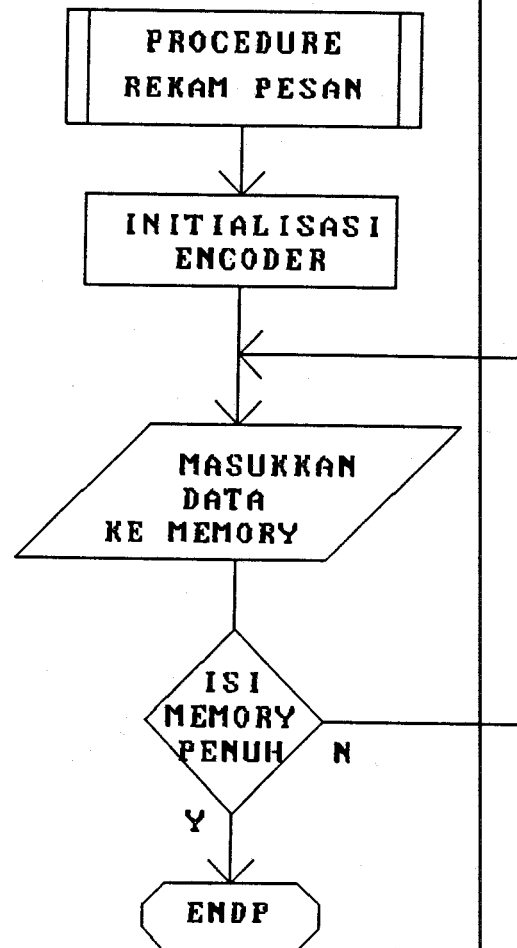 PROCEDURE
REKAM PESAN
INITIALISASI
ENCODER
MASUKKAN
DATA
KE MEMORY
ISI
MEMORY
PENUH
N
Y
ENDP